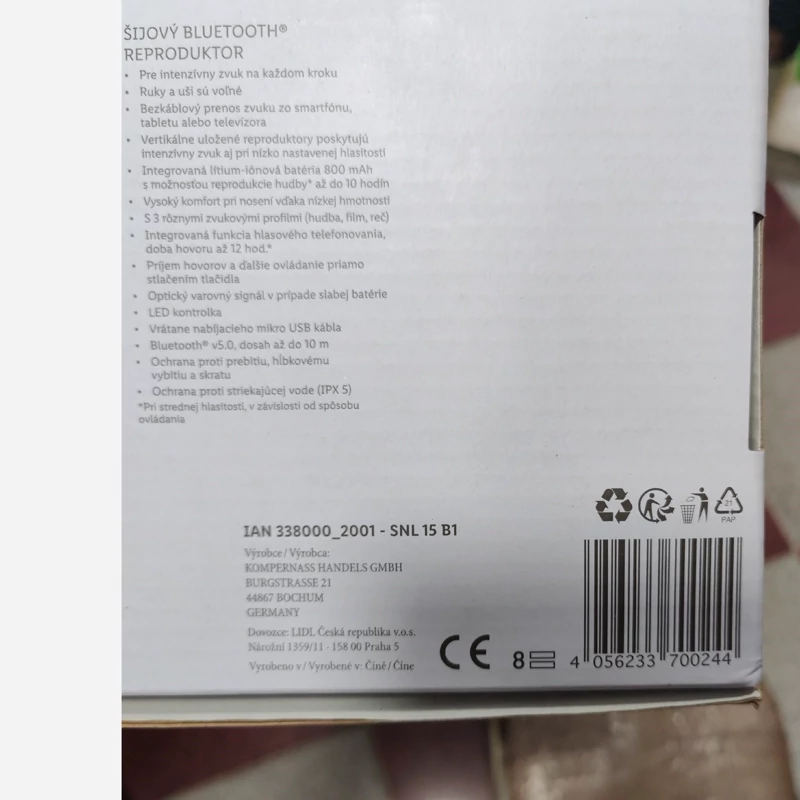 ŠIJOVÝ BLUETOOTH®
REPRODUKTOR
• Pre intenzívny zvuk na každom kroku
• Ruky a uši sú voľné
• Bezkáblový prenos zvuku zo smartfónu,
tabletu alebo televízora
• Vertikálne uložené reproduktory poskytujú
intenzívny zvuk aj pri nízko nastavenej hlasitosti
• Integrovaná lítium-iónová batéria 800 mAh
s možnosťou reprodukcie hudby* až do 10 hodín
• Vysoký komfort pri nosení vďaka nízkej hmotnosti
• S 3 rôznymi zvukovými profilmi (hudba, film, reč)
• Integrovaná funkcia hlasového telefonovania,
doba hovoru až 12 hod.*
• Príjem hovorov a ďalšie ovládanie priamo
stlačením tlačidla
• Optický varovný signál v prípade slabej batérie
• LED kontrolka
• Vrátane nabíjacieho mikro USB kábla
• Bluetooth® v5.0, dosah až do 10 m
• Ochrana proti prebitiu, hĺbkovému
vybitiu a skratu
• Ochrana proti striekajúcej vode (IPX 5)
*Pri strednej hlasitosti, v závislosti od spôsobu
ovládania
IAN 338000_2001 - SNL 15 B1
Výrobce / Výrobca:
KOMPERNASS HANDELS GMBH
BURGSTRASSE 21
44867 BOCHUM
GERMANY
Dovozce: LIDL Česká republika v.o.s.
Nárožní 1359/11 - 158 00 Praha 5
Vyrobeno v / Vyrobené v: Číně / Číne
CE
21
PAP
8
4 056233 700244